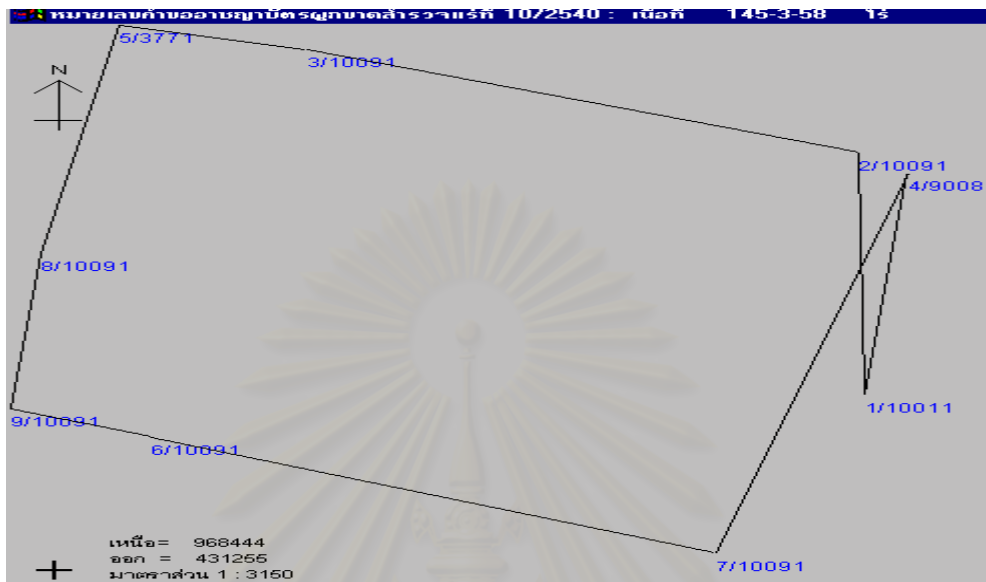 หมายเลขคำขออาชญาบัตรผูกขาดสำรวจแร่ที่ 10/2540 : เนื้อที่ 145-3-58 ไร่
5/3771
3/10091
N
2/10091
4/9008
8/10091
1/10011
9/10091
6/10091
7/10091
เหนือ= 968444
ออก = 431255
มาตราส่วน 1 : 3150